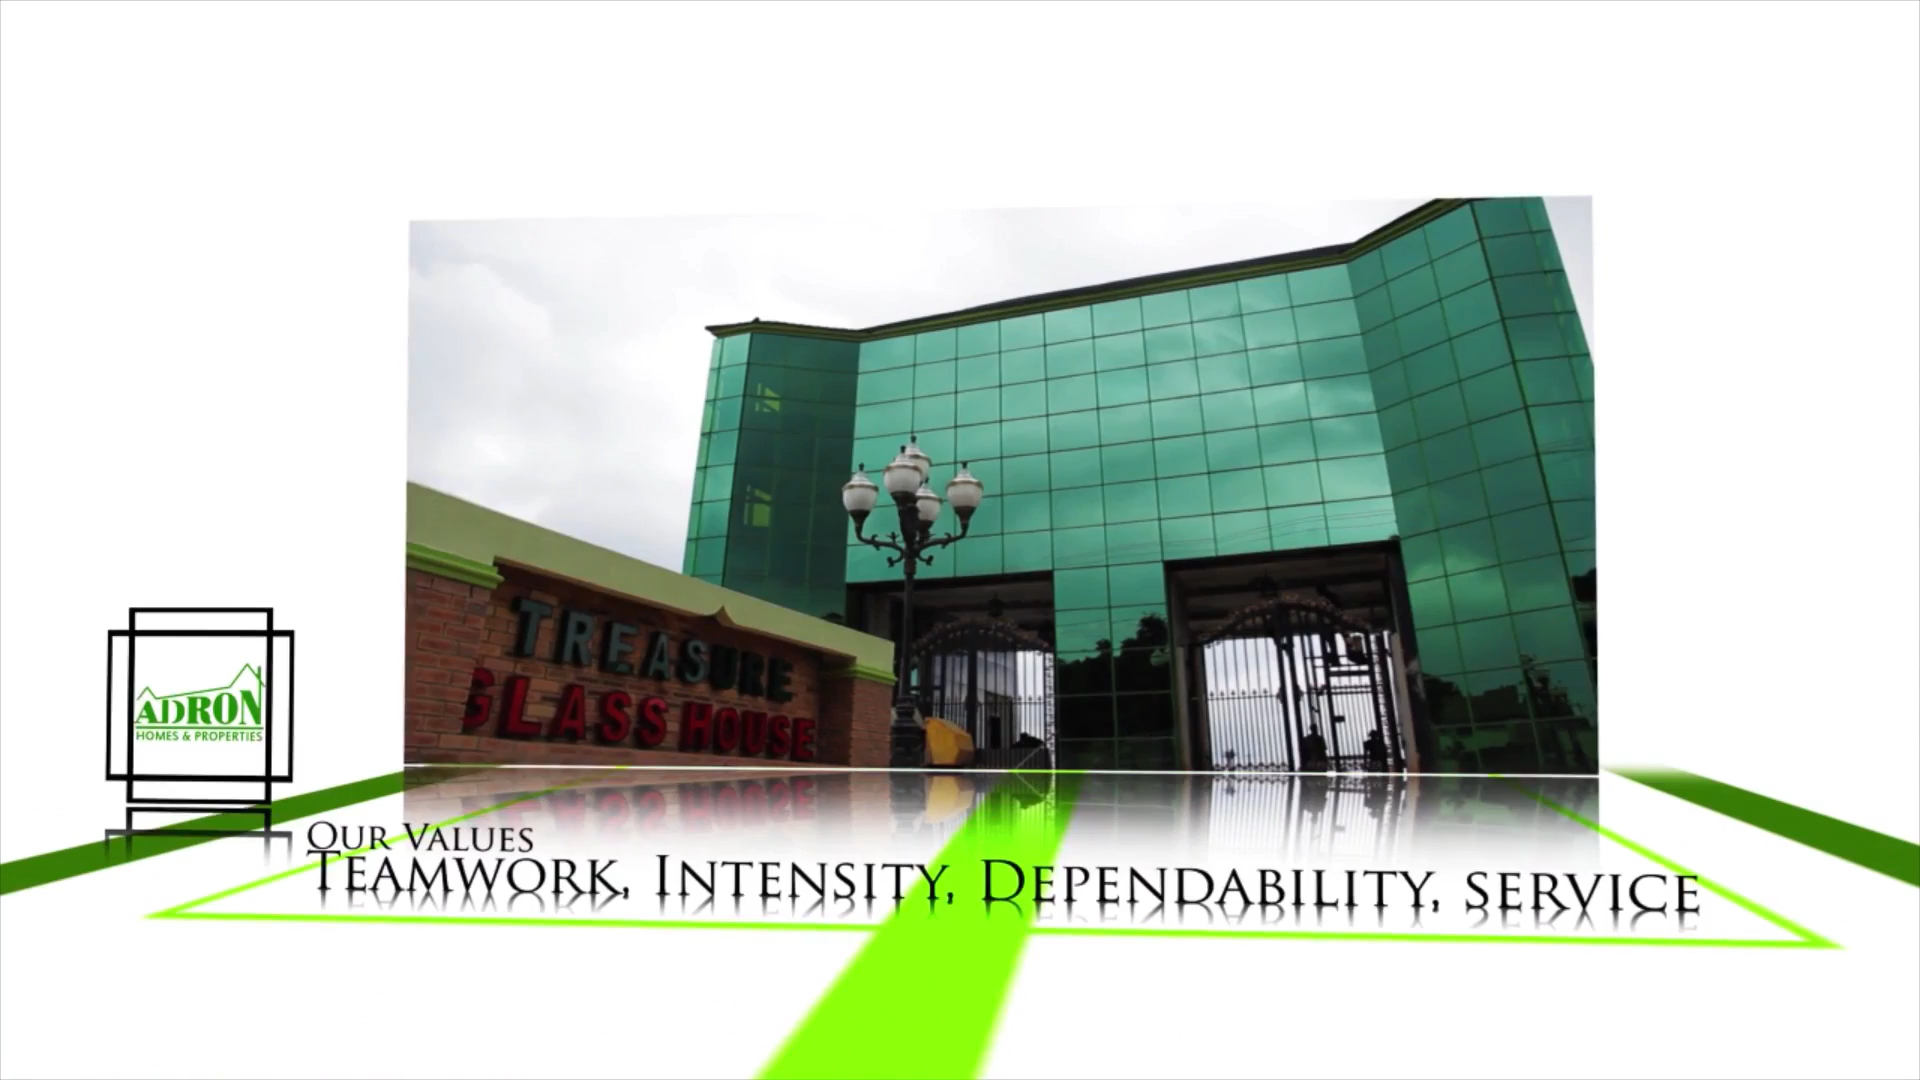 TREASURE
GLASS HOUSE
ADRON
HOMES & PROPERTIES
OUR VALUES
TEAMWORK, INTENSITY, DEPENDABILITY, SERVICE